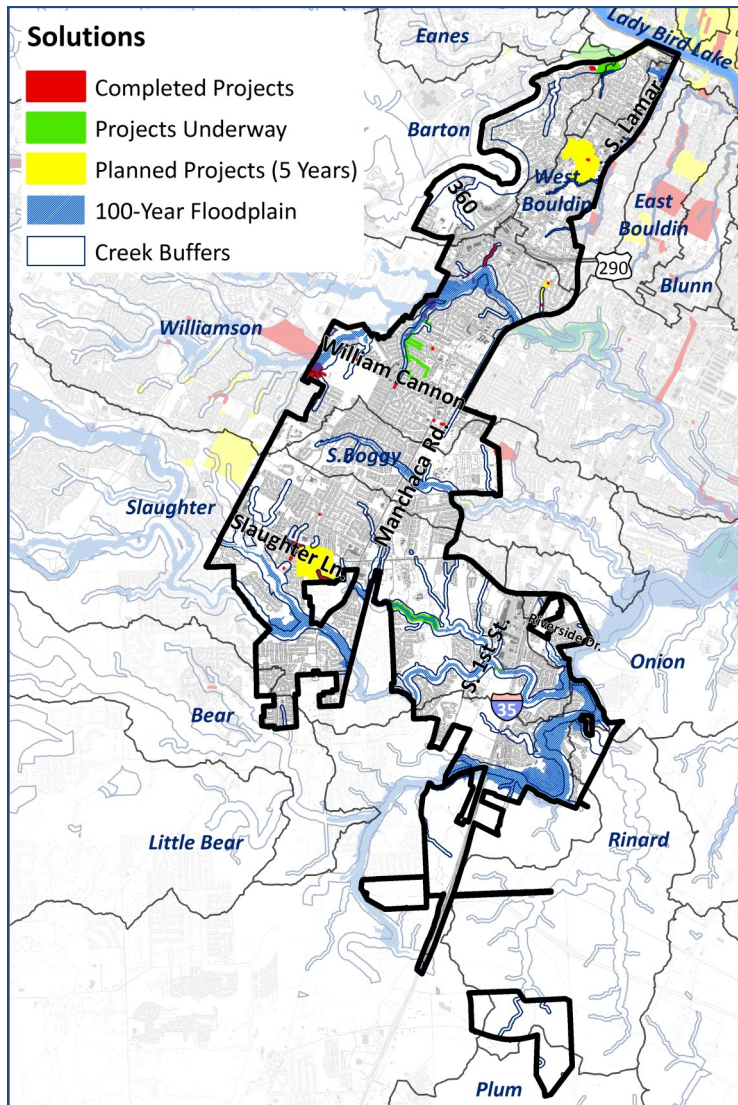 Solutions
Completed Projects
Projects Underway
Planned Projects (5 Years)
100-Year Floodplain
Creek Buffers
Eanes
Lady Bird Lake
Barton
S. Lamar
360
West
Bouldin
East
Bouldin
290
Blunn
Williamson
William Cannon
S.Boggy
Manchaca Rd.
Slaughter
Slaughter Ln.
S. 1st St.
Riverside Dr.
Onion
35
Bear
Little Bear
Rinard
Plum